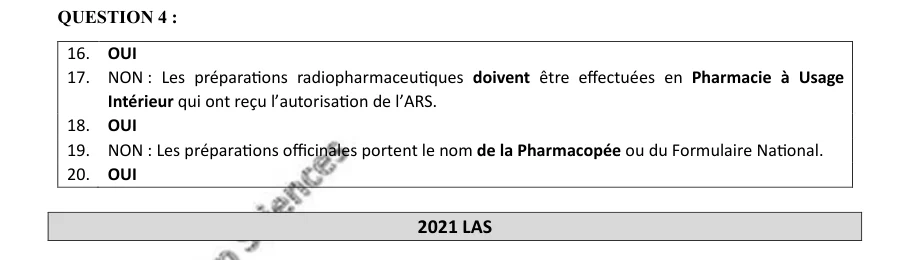 QUESTION 4 :
16. OUI
17. NON : Les préparations radiopharmaceutiques doivent être effectuées en Pharmacie à Usage
Intérieur qui ont reçu l’autorisation de l’ARS.
18. OUI
19. NON : Les préparations officinales portent le nom de la Pharmacopée ou du Formulaire National.
20. OUI
Sciences
2021 LAS